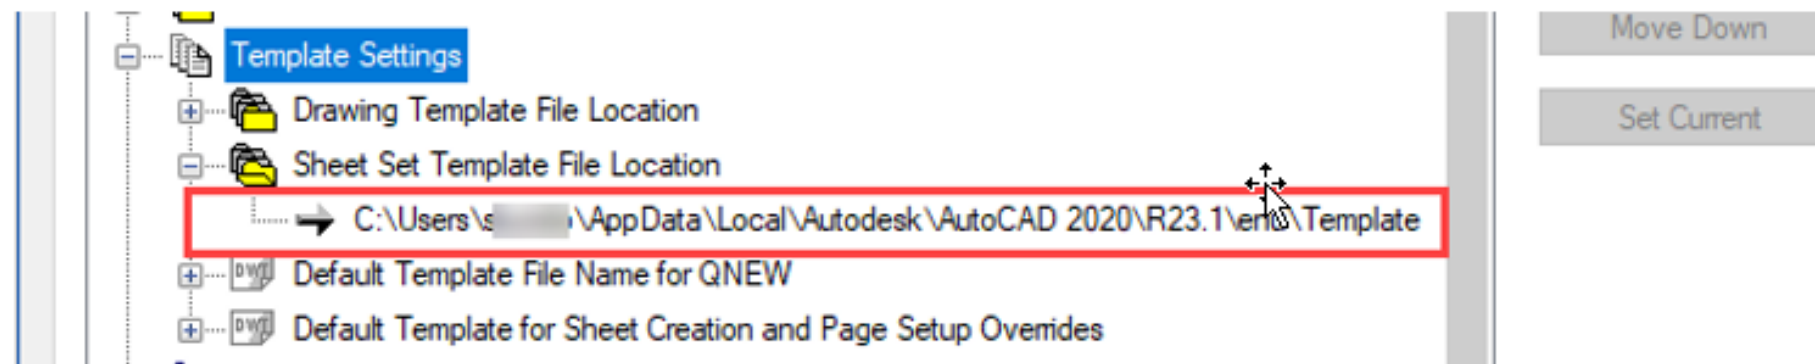 Template Settings
Drawing Template File Location
Sheet Set Template File Location
C:\Users\ \AppData\Local\Autodesk\AutoCAD 2020\R23.1\ \Template
Default Template File Name for QNEW
Default Template for Sheet Creation and Page Setup Overrides
Move Down
Set Current